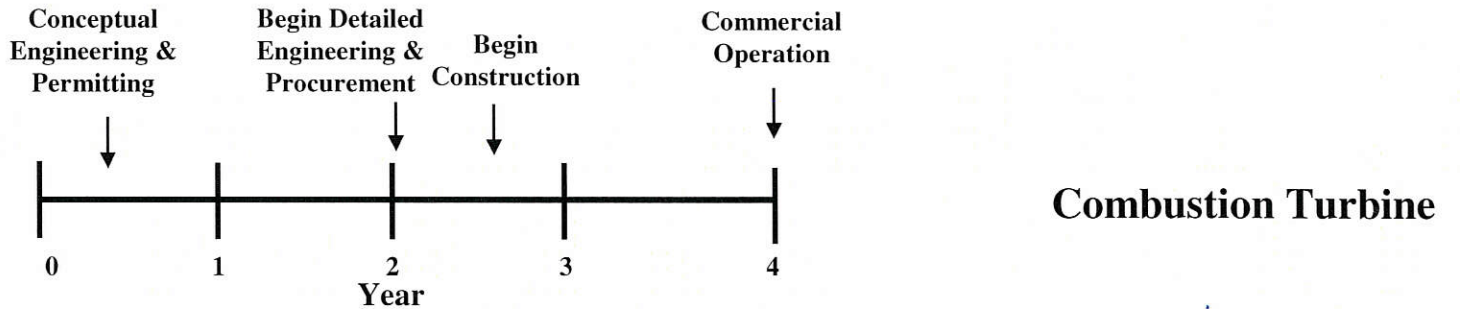 Conceptual
Engineering &
Permitting
Begin Detailed
Engineering &
Procurement
Begin
Construction
Commercial
Operation
0
1
2
3
4
Year
Combustion Turbine